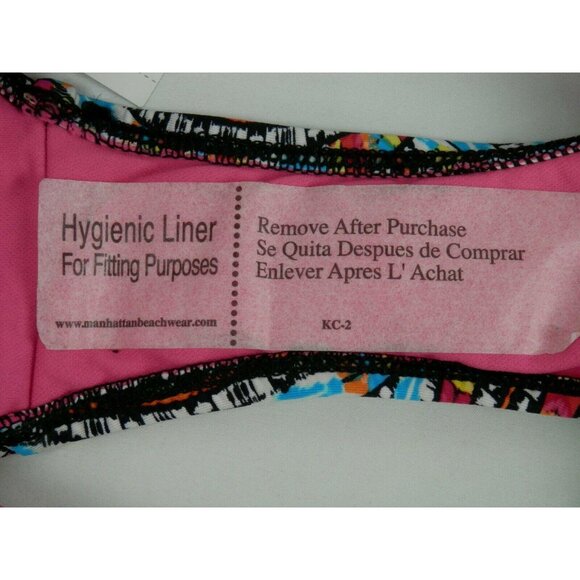 Hygienic Liner
For Fitting Purposes
www.manhattanbeachwear.com
Remove After Purchase
Se Quita Despues de Comprar
Enlever Apres L' Achat
KC-2